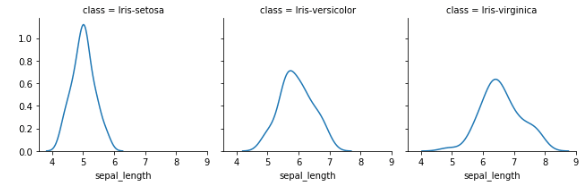 class = Iris-setosa
class = Iris-versicolor
class = Iris-virginica
1.0
0.8
0.6
0.4
0.2
0.0
4 5 6 7 8 9
4 5 6 7 8 9
4 5 6 7 8 9
sepal_length
sepal_length
sepal_length